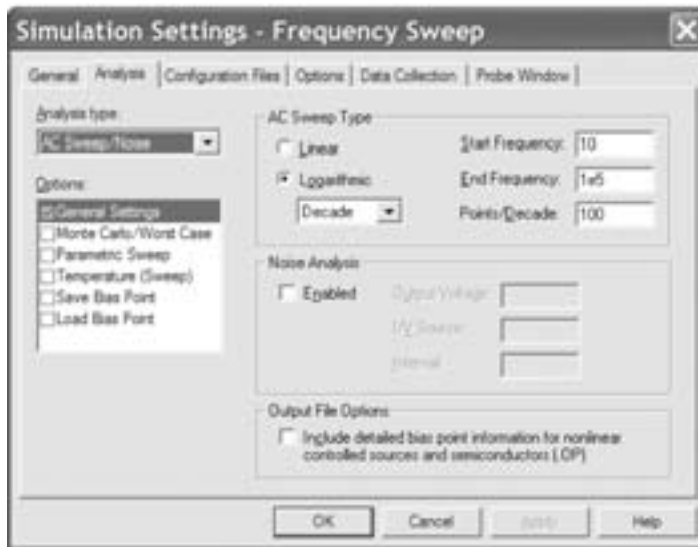 Simulation Settings - Frequency Sweep
General Analysis Configuration Files Options Data Collection Probe Window
Analysis type:
AC Sweep/Noise
Options:
General Settings
Monte Carlo/Worst Case
Parametric Sweep
Temperature (Sweep)
Save Bias Point
Load Bias Point
AC Sweep Type
Linear
Logarithmic
Decade
Start Frequency: 10
End Frequency: 1e5
Points/Decade: 100
Noise Analysis
Enabled
Output Voltage:
I/V Source:
Interval:
Output File Options
Include detailed bias point information for nonlinear
controlled sources and semiconductors (.OP)
OK Cancel Apply Help